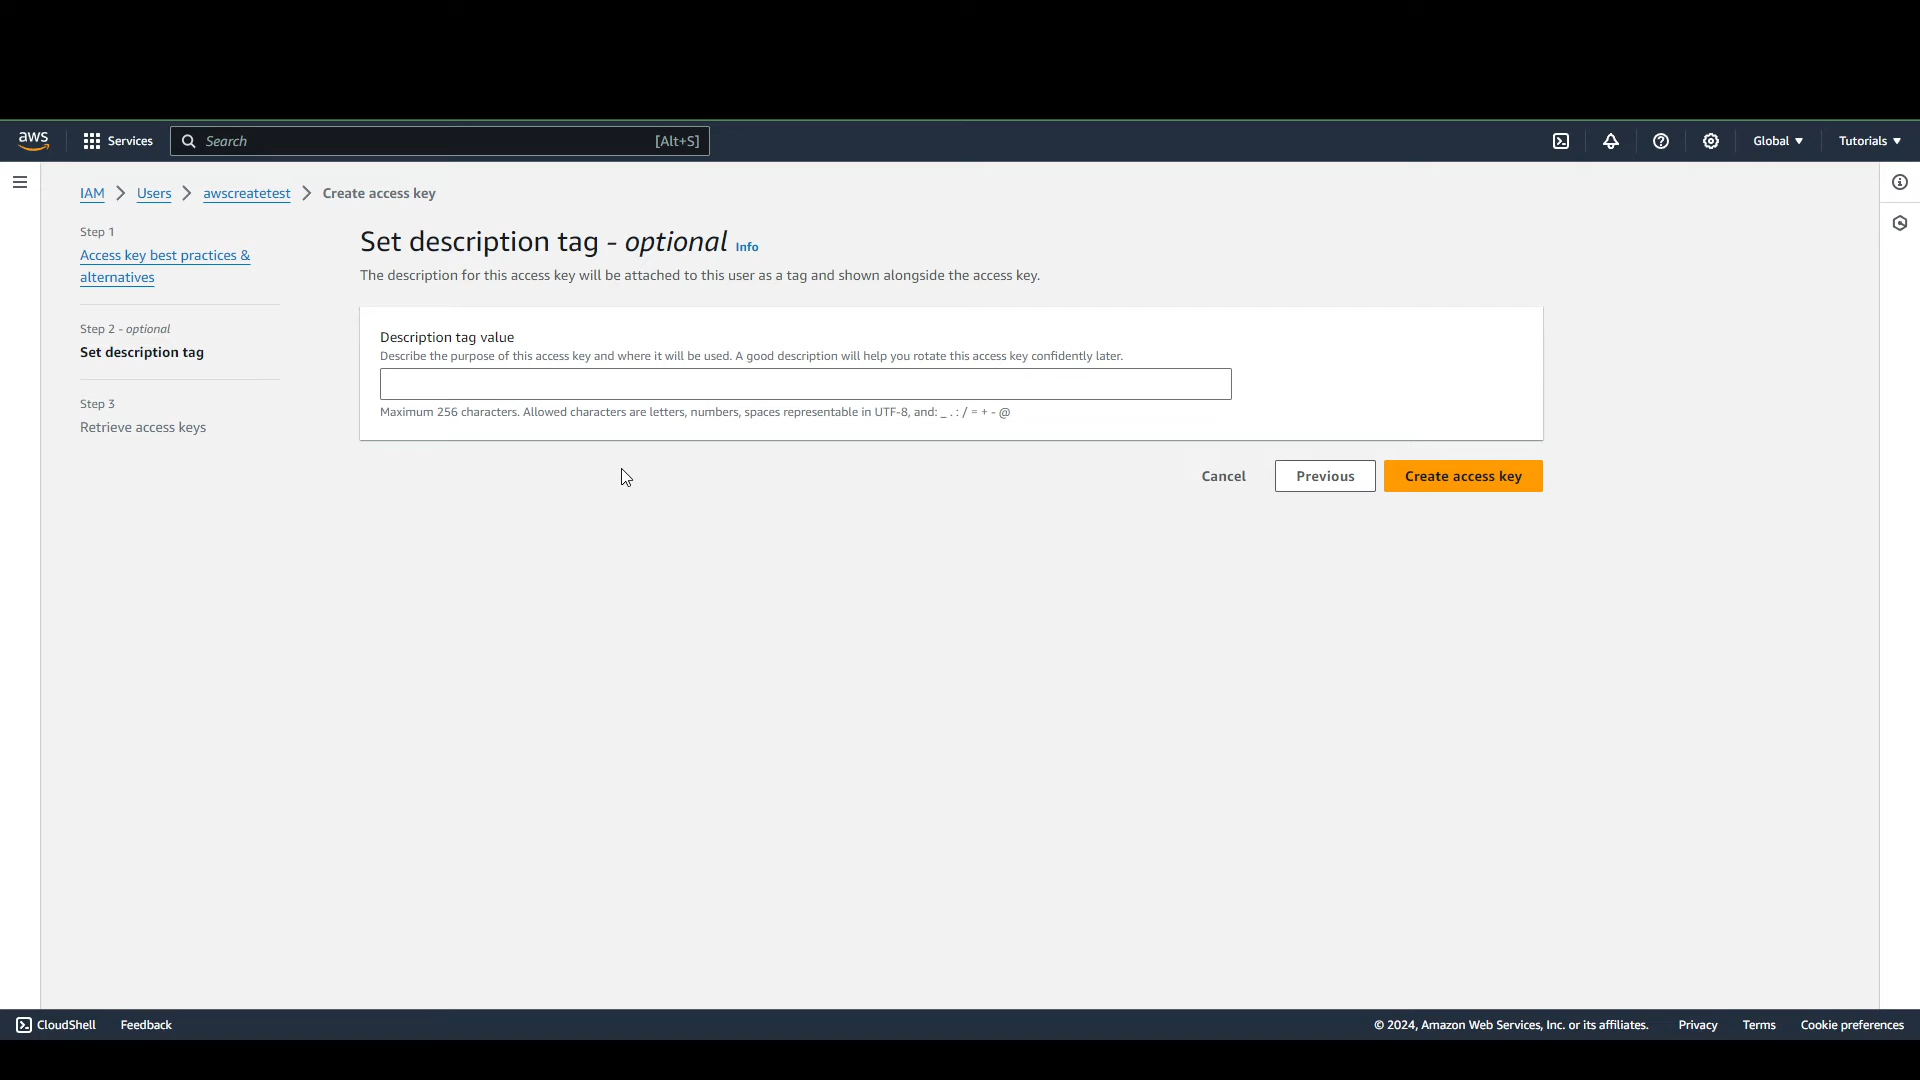 aws Services Search [Alt+S] Global Tutorials
IAM Users awscreatetest Create access key
Step 1
Access key best practices &
alternatives
Step 2 - optional
Set description tag
Step 3
Retrieve access keys
Set description tag - optional Info
The description for this access key will be attached to this user as a tag and shown alongside the access key.
Description tag value
Describe the purpose of this access key and where it will be used. A good description will help you rotate this access key confidently later.
Maximum 256 characters. Allowed characters are letters, numbers, spaces representable in UTF-8, and: _ . : / = + - @
Cancel Previous Create access key
CloudShell Feedback © 2024, Amazon Web Services, Inc. or its affiliates. Privacy Terms Cookie preferences